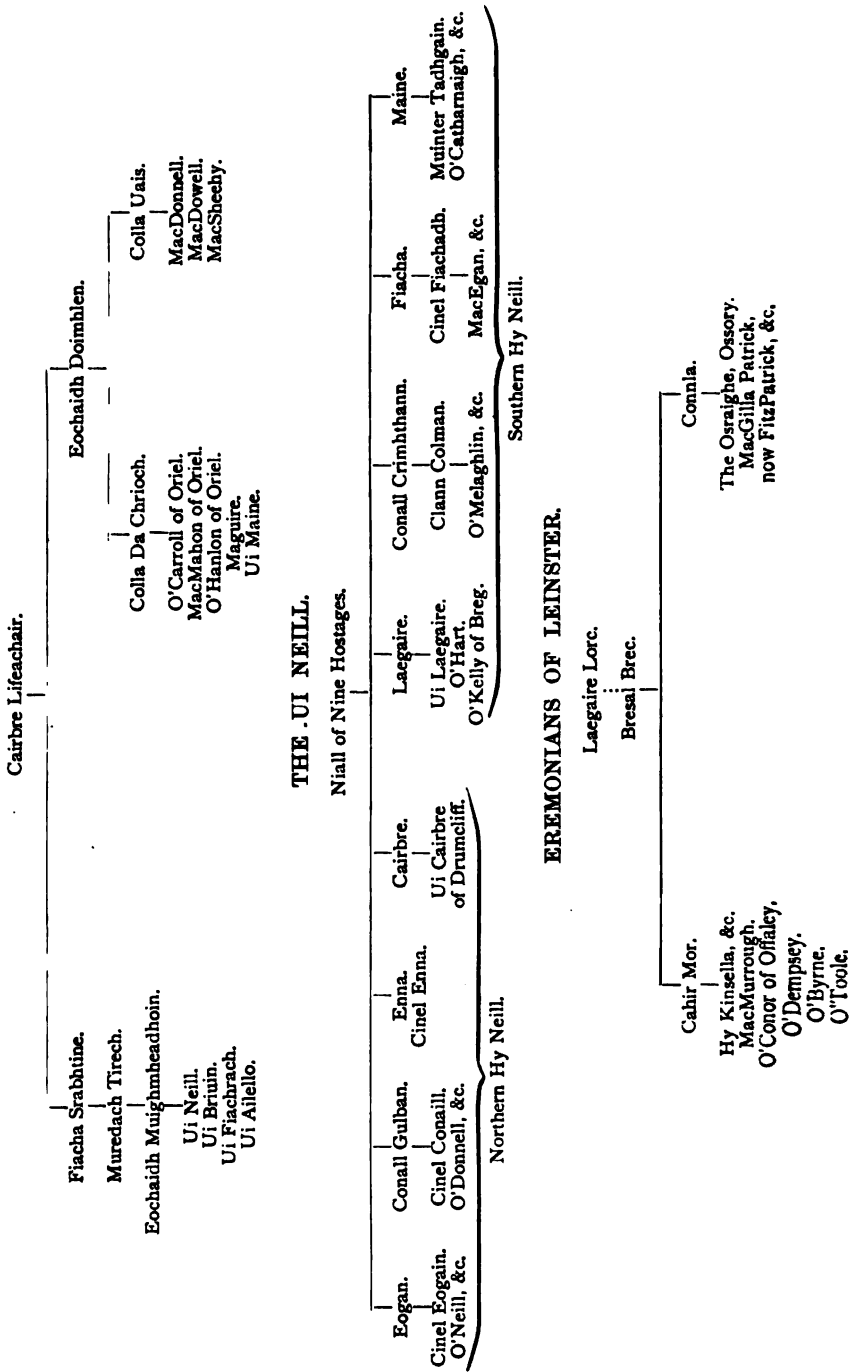 Cairbre Lifeachair.
Fiacha Srabhtine.
Muredach Tirech.
Eochaidh Muighmheadhoin.
Ui Neill.
Ui Briuin.
Ui Fiachrach.
Ui Ailello.
Eochaidh Doimhlen.
Colla Da Chrioch.
O'Carroll of Oriel.
MacMahon of Oriel.
O'Hanlon of Oriel.
Maguire.
Ui Maine.
Colla Uais.
MacDonnell.
MacDowell.
MacSheehy.
THE .UI NEILL.
Niall of Nine Hostages.
Eogan.
Cinel Eogain.
O'Neill, &c.
Conall Gulban.
Cinel Conaill.
O'Donnell, &c.
Enna.
Cinel Enna.
Cairbre.
Ui Cairbre
of Drumcliff.
Northern Hy Neill.
Laegaire.
Ui Laegaire.
O'Hart.
O'Kelly of Breg.
Conall Crimhthann.
Clann Colman.
O'Melaghlin, &c.
Fiacha.
Cinel Fiachadh.
MacEgan, &c.
Maine.
Muinter Tadhgain.
O'Catharnaigh, &c.
Southern Hy Neill.
EREMONIANS OF LEINSTER.
Laegaire Lorc.
Bresal Brec.
Cahir Mor.
Hy Kinsella, &c.
MacMurrough.
O'Conor of Offaley,
O'Dempsey.
O'Byrne.
O"Toole.
Connla.
The Osraighe, Ossory.
MacGilla Patrick,
now FitzPatrick, &c.